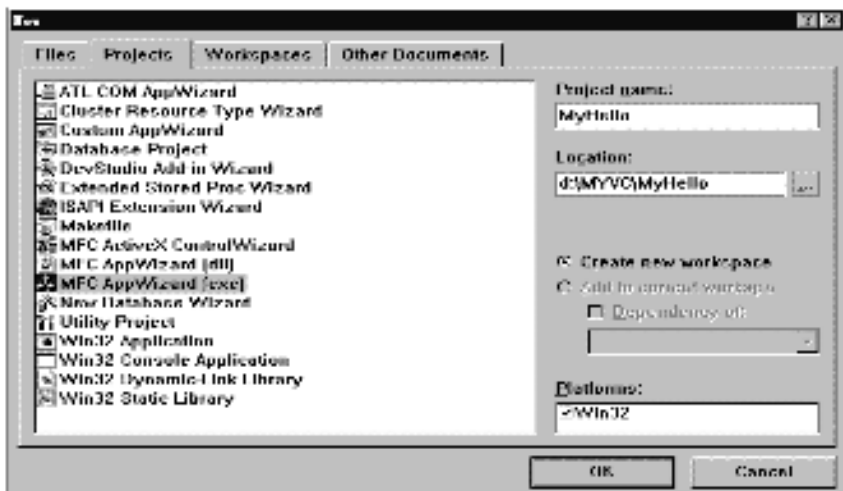 New
Files Projects Workspaces Other Documents
ATL COM AppWizard
Cluster Resource Type Wizard
Custom AppWizard
Database Project
DevStudio Add-in Wizard
Extended Stored Proc Wizard
ISAPI Extension Wizard
Makefile
MFC ActiveX ControlWizard
MFC AppWizard (dll)
MFC AppWizard (exe)
New Database Wizard
Utility Project
Win32 Application
Win32 Console Application
Win32 Dynamic-Link Library
Win32 Static Library
Project name:
MyHello
Location:
d:\MYVC\MyHello
...
Create new workspace
Add to current workspace
Dependency of:
Platforms:
Win32
OK Cancel